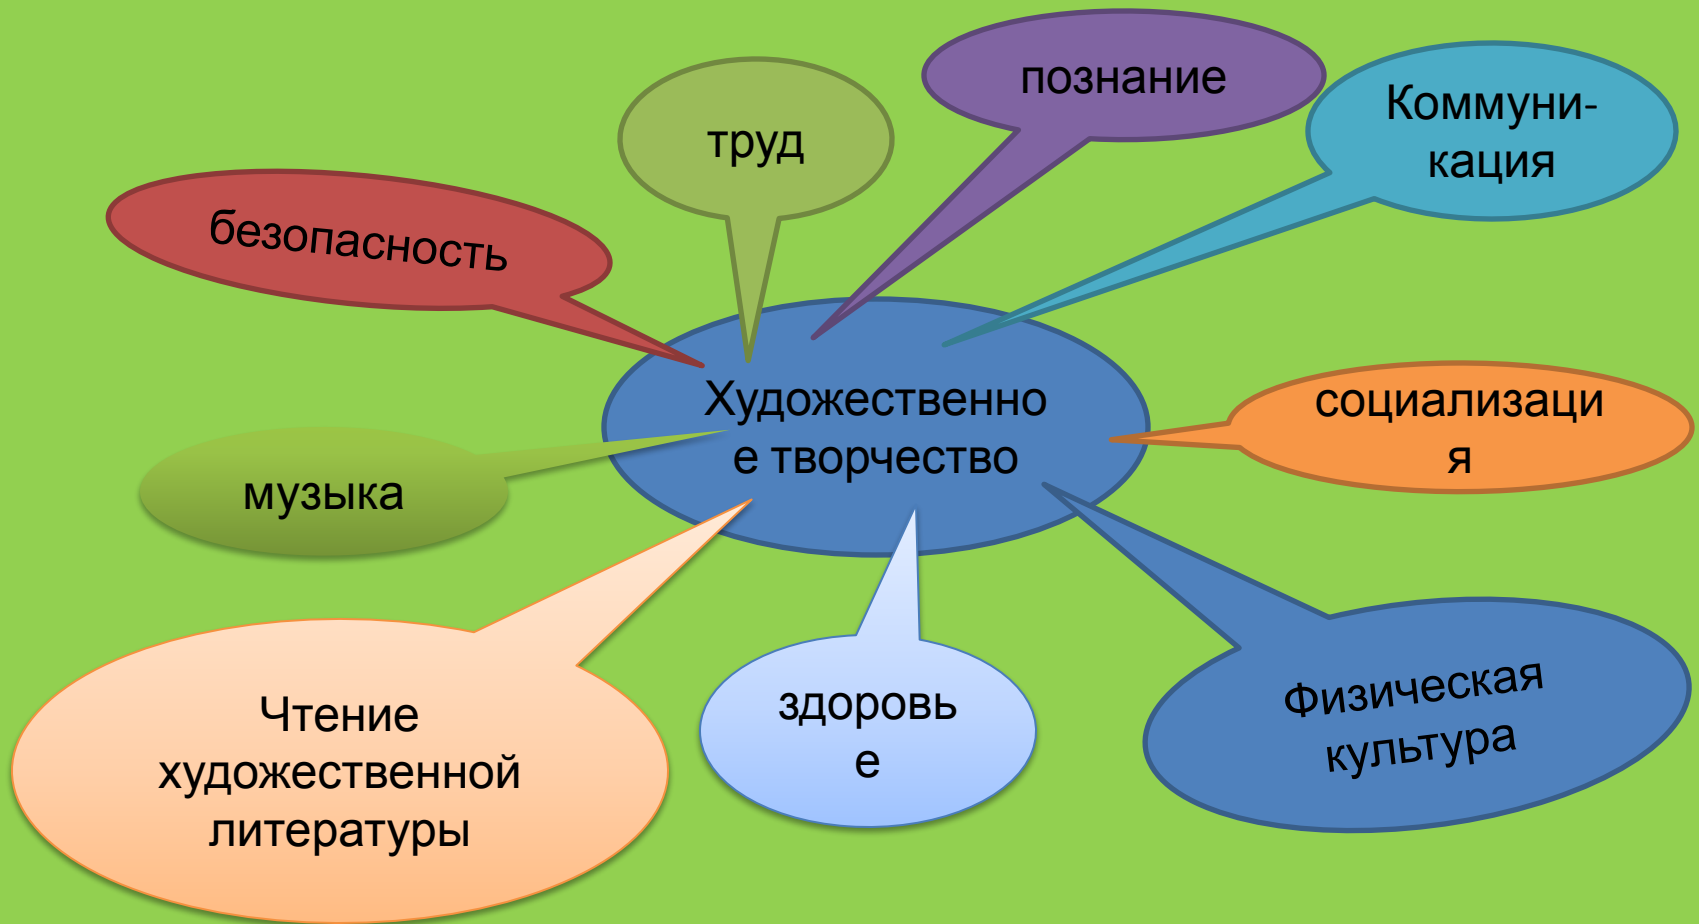 познание
Коммуни-
кация
труд
безопасность
Художественно
е творчество
социализаци
я
музыка
Чтение
художественной
литературы
здоровь
е
Физическая
культура